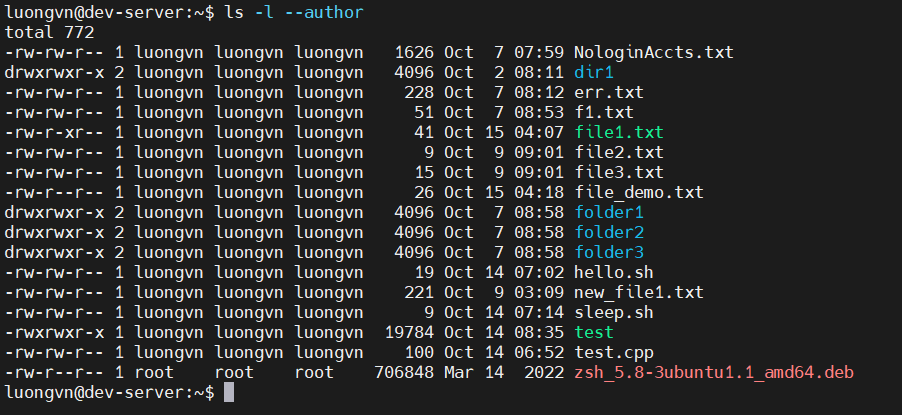 luongvn@dev-server:~$ ls -l --author
total 772
-rw-rw-r-- 1 luongvn luongvn luongvn   1626 Oct  7 07:59 NologinAccts.txt
drwxrwxr-x 2 luongvn luongvn luongvn   4096 Oct  2 08:11 dir1
-rw-rw-r-- 1 luongvn luongvn luongvn    228 Oct  7 08:12 err.txt
-rw-rw-r-- 1 luongvn luongvn luongvn     51 Oct  7 08:53 f1.txt
-rw-r-xr-- 1 luongvn luongvn luongvn     41 Oct 15 04:07 file1.txt
-rw-rw-r-- 1 luongvn luongvn luongvn      9 Oct  9 09:01 file2.txt
-rw-rw-r-- 1 luongvn luongvn luongvn     15 Oct  9 09:01 file3.txt
-rw-r--r-- 1 luongvn luongvn luongvn     26 Oct 15 04:18 file_demo.txt
drwxrwxr-x 2 luongvn luongvn luongvn   4096 Oct  7 08:58 folder1
drwxrwxr-x 2 luongvn luongvn luongvn   4096 Oct  7 08:58 folder2
drwxrwxr-x 2 luongvn luongvn luongvn   4096 Oct  7 08:58 folder3
-rw-rw-r-- 1 luongvn luongvn luongvn     19 Oct 14 07:02 hello.sh
-rw-rw-r-- 1 luongvn luongvn luongvn    221 Oct  9 03:09 new_file1.txt
-rw-rw-r-- 1 luongvn luongvn luongvn      9 Oct 14 07:14 sleep.sh
-rwxrwxr-x 1 luongvn luongvn luongvn  19784 Oct 14 08:35 test
-rw-rw-r-- 1 luongvn luongvn luongvn    100 Oct 14 06:52 test.cpp
-rw-r--r-- 1 root    root    root    706848 Mar 14  2022 zsh_5.8-3ubuntu1.1_amd64.deb
luongvn@dev-server:~$